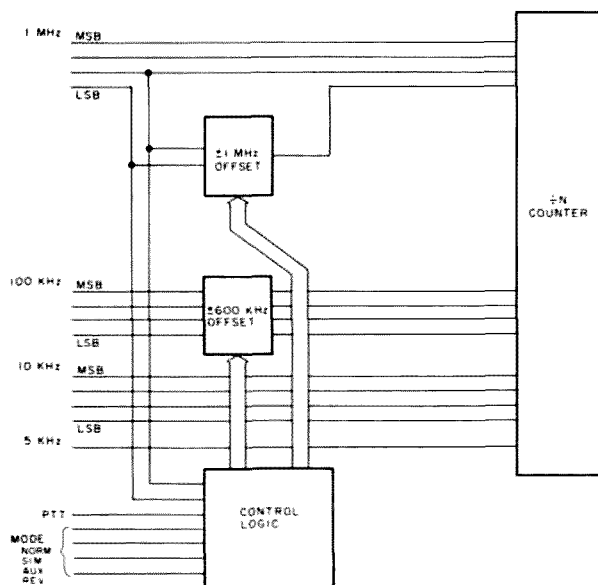 1 MHz MSB
LSB
±1 MHz
OFFSET
÷N
COUNTER
100 KHz MSB
±600 KHz
OFFSET
LSB
10 KHz MSB
LSB
5 KHz
PTT
CONTROL
LOGIC
MODE
NORM
SIM
AUX
REV